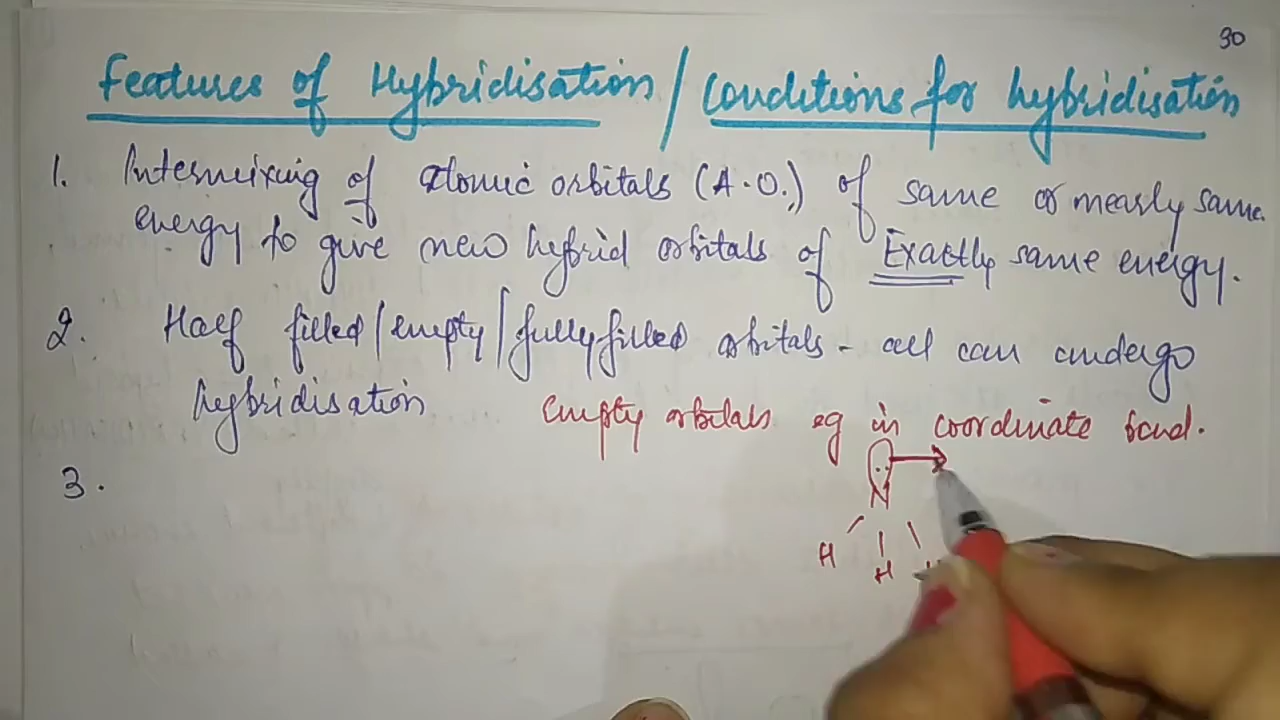 30
Features of Hybridisation / Conditions for hybridisation
1. Intermixing of atomic orbitals (A.O.) of same or nearly same
energy to give new hybrid orbitals of Exactly same energy.
2. Half filled/empty/fullyfilled orbitals - all can undergo
hybridisation empty orbitals eg in coordinate bond.
3.
N
H H